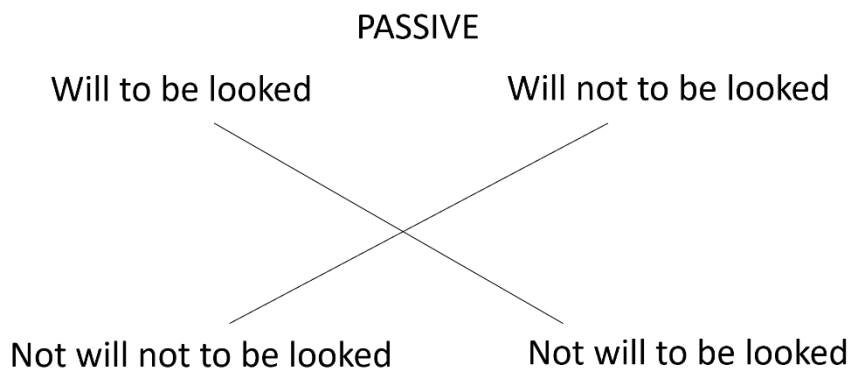 PASSIVE
Will to be looked
Will not to be looked
Not will not to be looked
Not will to be looked